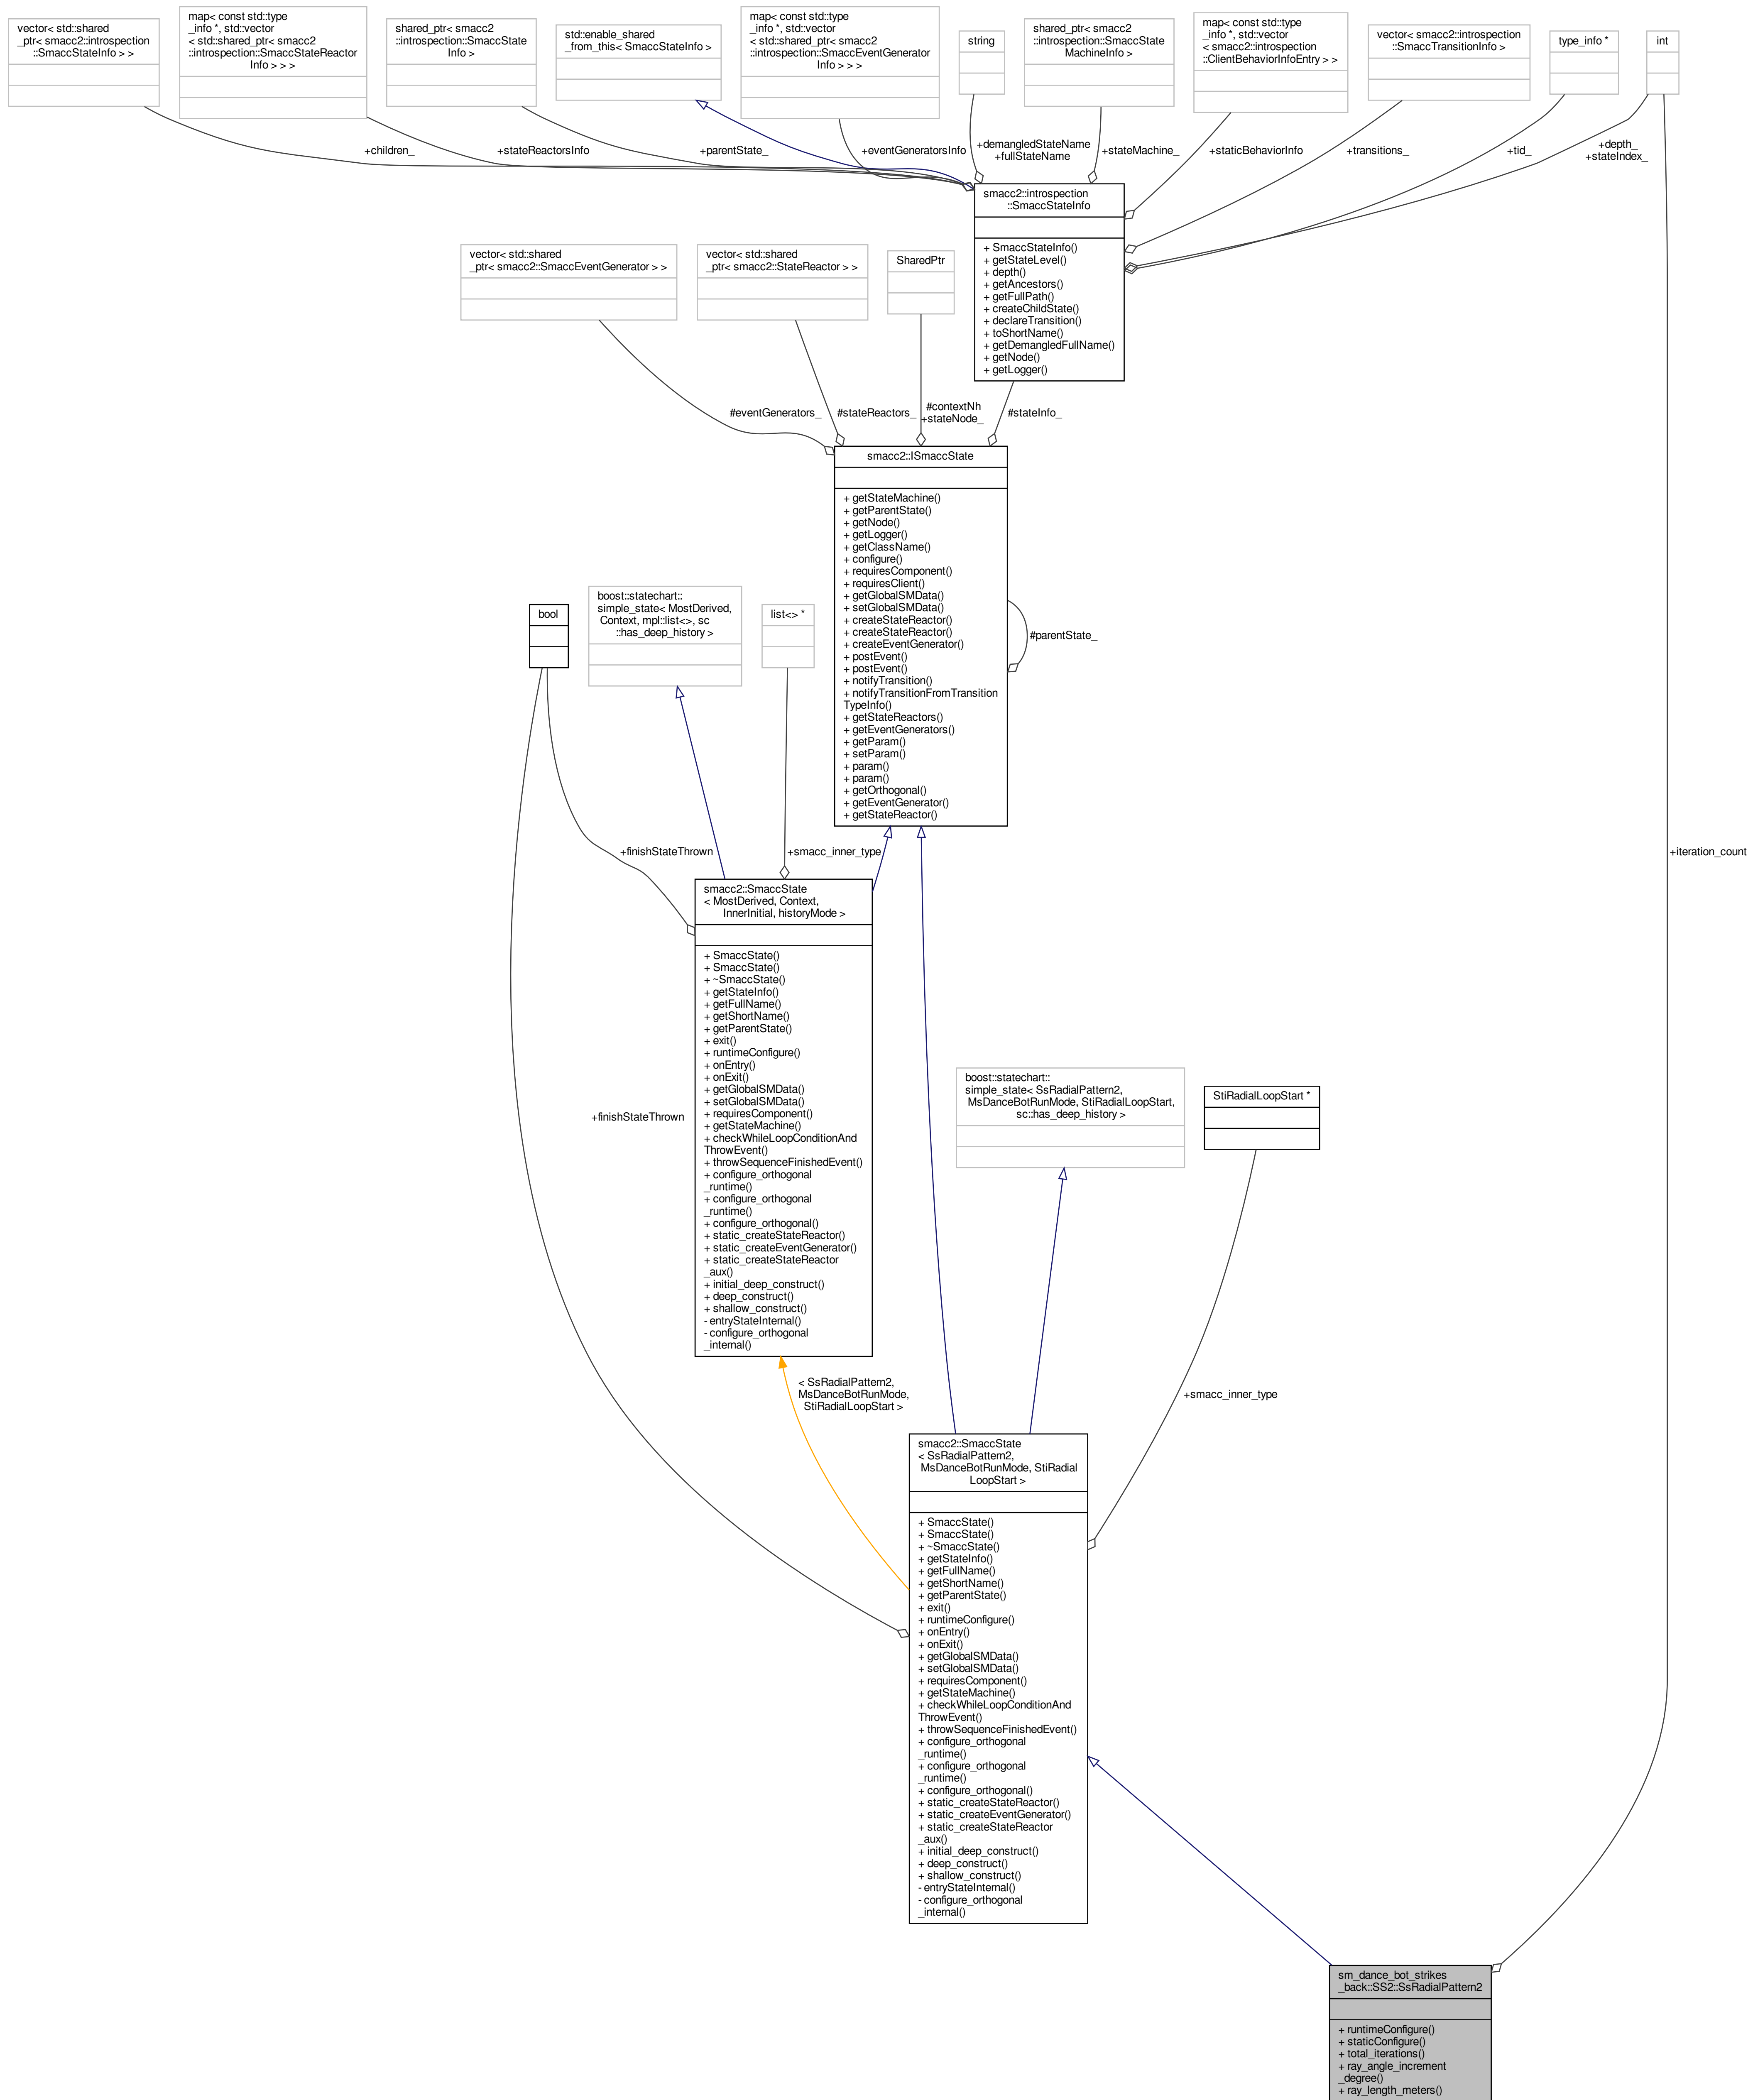 vector< std::shared
_ptr< smacc2::introspection
::SmaccStateInfo > >
map< const std::type
_info *, std::vector
< std::shared_ptr< smacc2
::introspection::SmaccStateReactor
Info > > >
shared_ptr< smacc2
::introspection::SmaccState
Info >
std::enable_shared
_from_this< SmaccStateInfo >
map< const std::type
_info *, std::vector
< std::shared_ptr< smacc2
::introspection::SmaccEventGenerator
Info > > >
string
shared_ptr< smacc2
::introspection::SmaccState
MachineInfo >
map< const std::type
_info *, std::vector
< smacc2::introspection
::ClientBehaviorInfoEntry > >
vector< smacc2::introspection
::SmaccTransitionInfo >
type_info *
int
+children_
+stateReactorsInfo
+parentState_
+eventGeneratorsInfo
+demangledStateName
+fullStateName
+stateMachine_
+staticBehaviorInfo
+transitions_
+tid_
+depth_
+stateIndex_
smacc2::introspection
::SmaccStateInfo
+ SmaccStateInfo()
+ getStateLevel()
+ depth()
+ getAncestors()
+ getFullPath()
+ createChildState()
+ declareTransition()
+ toShortName()
+ getDemangledFullName()
+ getNode()
+ getLogger()
vector< std::shared
_ptr< smacc2::SmaccEventGenerator > >
vector< std::shared
_ptr< smacc2::StateReactor > >
SharedPtr
#eventGenerators_
#stateReactors_
#contextNh
+stateNode_
#stateInfo_
smacc2::ISmaccState
+ getStateMachine()
+ getParentState()
+ getNode()
+ getLogger()
+ getClassName()
+ configure()
+ requiresComponent()
+ requiresClient()
+ getGlobalSMData()
+ setGlobalSMData()
+ createStateReactor()
+ createStateReactor()
+ createEventGenerator()
+ postEvent()
+ postEvent()
+ notifyTransition()
+ notifyTransitionFromTransition
TypeInfo()
+ getStateReactors()
+ getEventGenerators()
+ getParam()
+ setParam()
+ param()
+ param()
+ getOrthogonal()
+ getEventGenerator()
+ getStateReactor()
#parentState_
bool
boost::statechart::
simple_state< MostDerived,
Context, mpl::list<>, sc
::has_deep_history >
list<> *
+finishStateThrown
+smacc_inner_type
+iteration_count
smacc2::SmaccState
< MostDerived, Context,
InnerInitial, historyMode >
+ SmaccState()
+ SmaccState()
+ ~SmaccState()
+ getStateInfo()
+ getFullName()
+ getShortName()
+ getParentState()
+ exit()
+ runtimeConfigure()
+ onEntry()
+ onExit()
+ getGlobalSMData()
+ setGlobalSMData()
+ requiresComponent()
+ getStateMachine()
+ checkWhileLoopConditionAnd
ThrowEvent()
+ throwSequenceFinishedEvent()
+ configure_orthogonal
_runtime()
+ configure_orthogonal
_runtime()
+ configure_orthogonal()
+ static_createStateReactor()
+ static_createEventGenerator()
+ static_createStateReactor
_aux()
+ initial_deep_construct()
+ deep_construct()
+ shallow_construct()
- entryStateInternal()
- configure_orthogonal
_internal()
+finishStateThrown
boost::statechart::
simple_state< SsRadialPattern2,
MsDanceBotRunMode, StiRadialLoopStart,
sc::has_deep_history >
StiRadialLoopStart *
< SsRadialPattern2,
MsDanceBotRunMode,
StiRadialLoopStart >
+smacc_inner_type
smacc2::SmaccState
< SsRadialPattern2,
MsDanceBotRunMode, StiRadial
LoopStart >
+ SmaccState()
+ SmaccState()
+ ~SmaccState()
+ getStateInfo()
+ getFullName()
+ getShortName()
+ getParentState()
+ exit()
+ runtimeConfigure()
+ onEntry()
+ onExit()
+ getGlobalSMData()
+ setGlobalSMData()
+ requiresComponent()
+ getStateMachine()
+ checkWhileLoopConditionAnd
ThrowEvent()
+ throwSequenceFinishedEvent()
+ configure_orthogonal
_runtime()
+ configure_orthogonal
_runtime()
+ configure_orthogonal()
+ static_createStateReactor()
+ static_createEventGenerator()
+ static_createStateReactor
_aux()
+ initial_deep_construct()
+ deep_construct()
+ shallow_construct()
- entryStateInternal()
- configure_orthogonal
_internal()
sm_dance_bot_strikes
_back::SS2::SsRadialPattern2
+ runtimeConfigure()
+ staticConfigure()
+ total_iterations()
+ ray_angle_increment
_degree()
+ ray_length_meters()